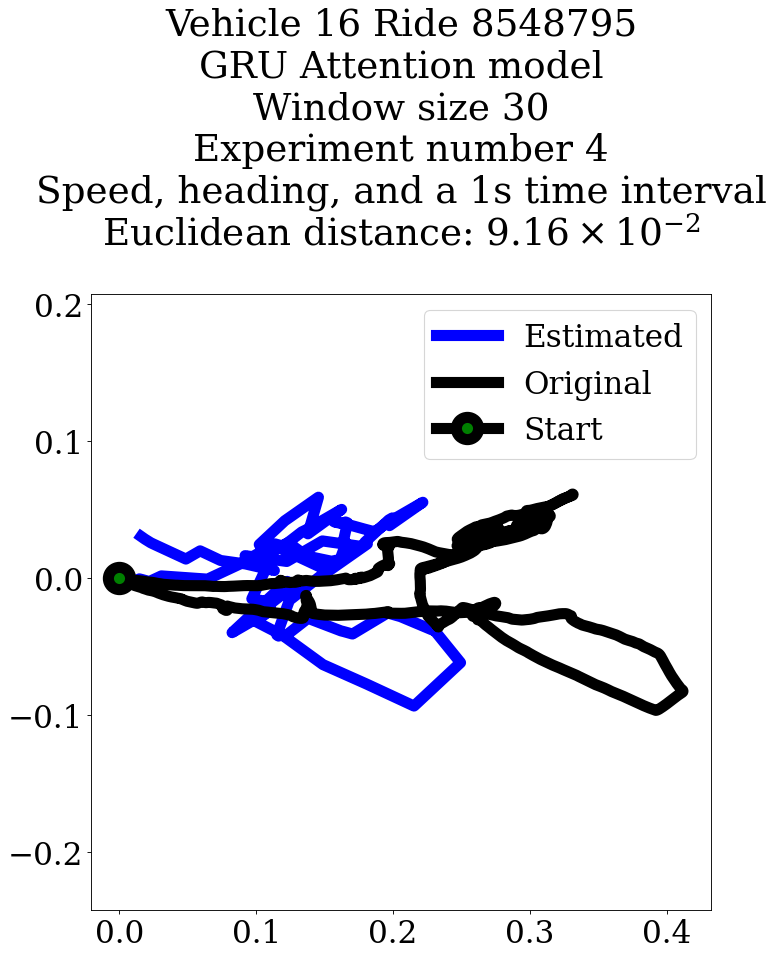 Vehicle 16 Ride 8548795
GRU Attention model
Window size 30
Experiment number 4
Speed, heading, and a 1s time interval
Euclidean distance: 9.16 × 10⁻²
0.2
0.1
0.0
−0.1
−0.2
Estimated
Original
Start
0.0 0.1 0.2 0.3 0.4